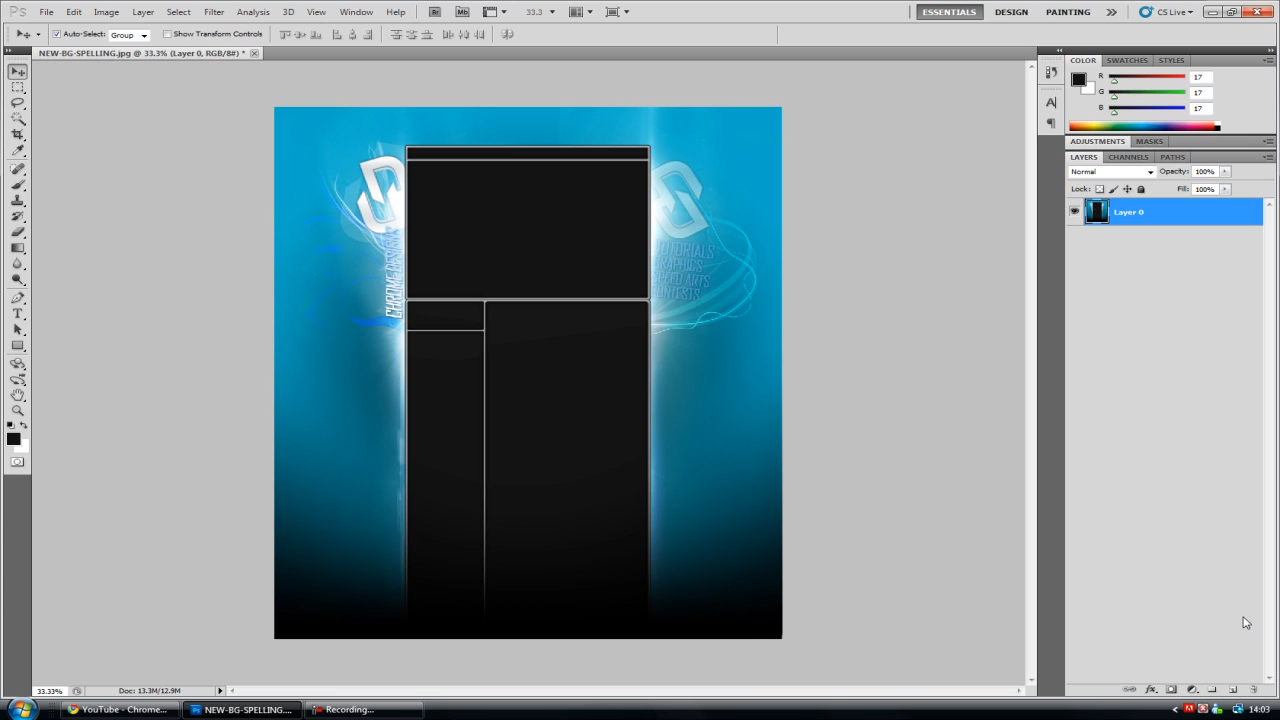 Ps File Edit Image Layer Select Filter Analysis 3D View Window Help Br Mb 33.3 ESSENTIALS DESIGN PAINTING CS Live
Auto-Select: Group Show Transform Controls
NEW-BG-SPELLING.jpg @ 33.3% (Layer 0, RGB/8#) *
COLOR SWATCHES STYLES
R 17
G 17
B 17
ADJUSTMENTS MASKS
LAYERS CHANNELS PATHS
Normal Opacity: 100%
Lock: Fill: 100%
Layer 0
TUTORIALS
GRAPHICS
SPEED ARTS
CONTESTS
33.33% Doc: 13.3M/12.9M
YouTube - Chrome... NEW-BG-SPELLING.... Recording... 14:03